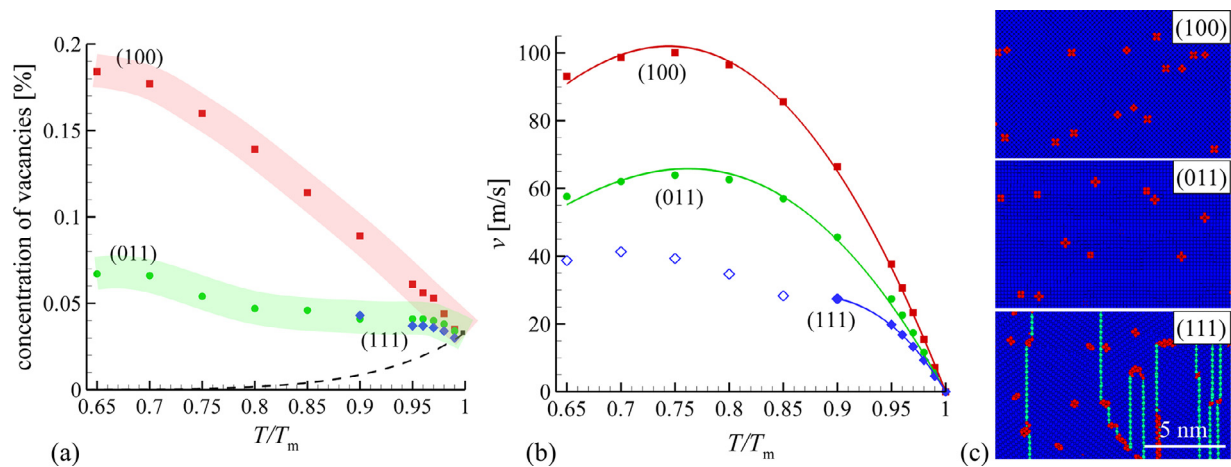 0.2
0.15
0.1
0.05
0
concentration of vacancies [%]
(100)
(011)
(111)
0.65 0.7 0.75 0.8 0.85 0.9 0.95 1
T/Tm
(a)
100
80
60
40
20
0
v [m/s]
(100)
(011)
(111)
0.65 0.7 0.75 0.8 0.85 0.9 0.95 1
T/Tm
(b)
(100)
(011)
(111)
5 nm
(c)